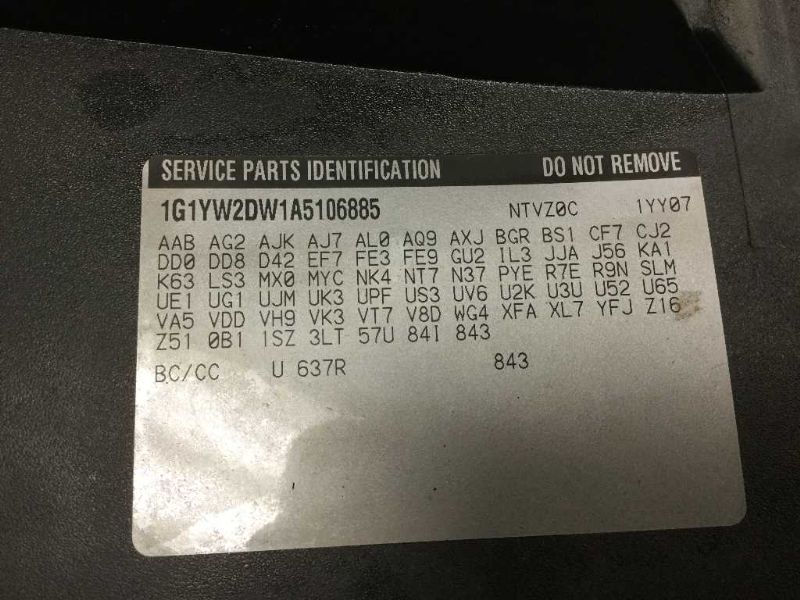 SERVICE PARTS IDENTIFICATION DO NOT REMOVE
1G1YW2DW1A5106885 NTVZ0C 1YY07
AAB AG2 AJK AJ7 AL0 AQ9 AXJ BGR BS1 CF7 CJ2
DD0 DD8 D42 EF7 FE3 FE9 GU2 IL3 JJA J56 KA1
K63 LS3 MX0 MYC NK4 NT7 N37 PYE R7E R9N SLM
UE1 UG1 UJM UK3 UPF US3 UV6 U2K U3U U52 U65
VA5 VDD VH9 VK3 VT7 V8D WG4 XFA XL7 YFJ Z16
Z51 0B1 1SZ 3LT 57U 84I 843
BC/CC U 637R 843